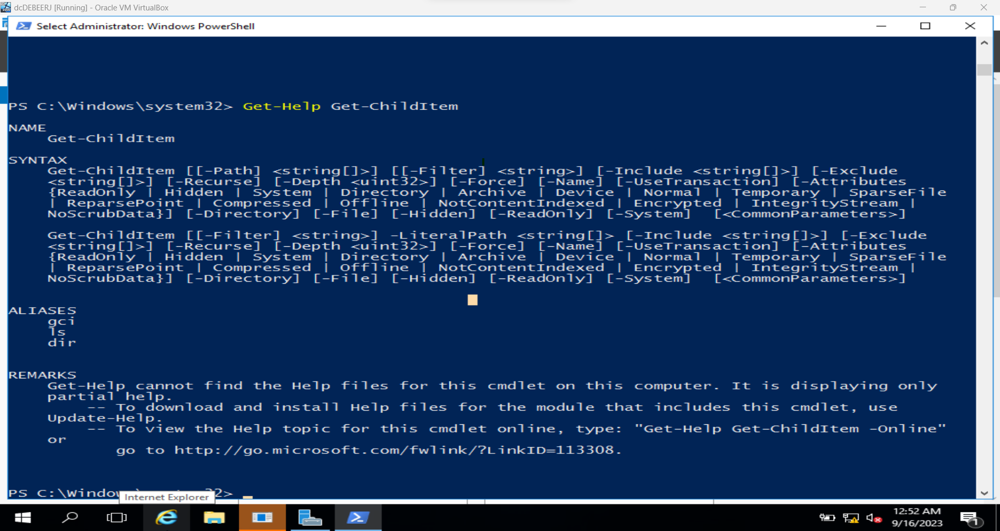 dcDEBEERJ [Running] - Oracle VM VirtualBox
Select Administrator: Windows PowerShell
PS C:\Windows\system32> Get-Help Get-ChildItem
NAME
Get-ChildItem
SYNTAX
Get-ChildItem [[-Path] <string[]>] [[-Filter] <string>] [-Include <string[]>] [-Exclude
<string[]>] [-Recurse] [-Depth <uint32>] [-Force] [-Name] [-UseTransaction] [-Attributes
{ReadOnly | Hidden | System | Directory | Archive | Device | Normal | Temporary | SparseFile
| ReparsePoint | Compressed | Offline | NotContentIndexed | Encrypted | IntegrityStream |
NoScrubData}] [-Directory] [-File] [-Hidden] [-ReadOnly] [-System]  [<CommonParameters>]
Get-ChildItem [[-Filter] <string>] -LiteralPath <string[]> [-Include <string[]>] [-Exclude
<string[]>] [-Recurse] [-Depth <uint32>] [-Force] [-Name] [-UseTransaction] [-Attributes
{ReadOnly | Hidden | System | Directory | Archive | Device | Normal | Temporary | SparseFile
| ReparsePoint | Compressed | Offline | NotContentIndexed | Encrypted | IntegrityStream |
NoScrubData}] [-Directory] [-File] [-Hidden] [-ReadOnly] [-System]  [<CommonParameters>]
ALIASES
gci
ls
dir
REMARKS
Get-Help cannot find the Help files for this cmdlet on this computer. It is displaying only
partial help.
-- To download and install Help files for the module that includes this cmdlet, use
Update-Help.
-- To view the Help topic for this cmdlet online, type: "Get-Help Get-ChildItem -Online"
or
go to http://go.microsoft.com/fwlink/?LinkID=113308.
PS C:\Window 32>
Internet Explorer
12:52 AM
9/16/2023
1